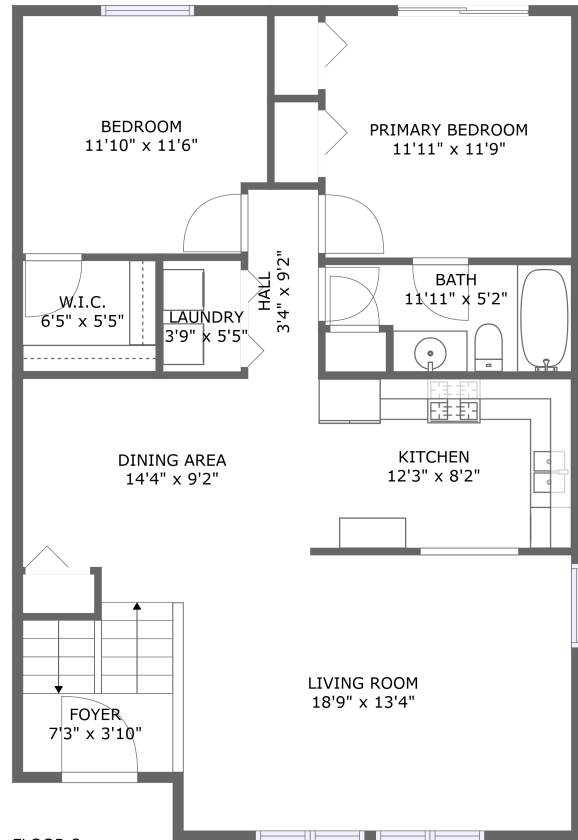 BEDROOM
11'10" x 11'6"
PRIMARY BEDROOM
11'11" x 11'9"
W.I.C.
6'5" x 5'5"
LAUNDRY
3'9" x 5'5"
HALL
3'4" x 9'2"
BATH
11'11" x 5'2"
DINING AREA
14'4" x 9'2"
KITCHEN
12'3" x 8'2"
LIVING ROOM
18'9" x 13'4"
FOYER
7'3" x 3'10"